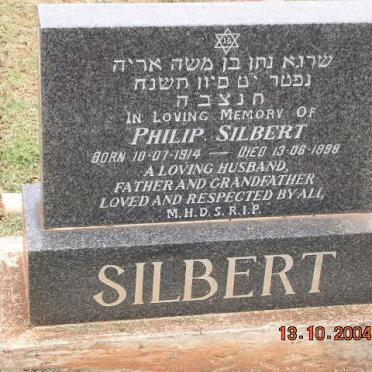 שרגא נתן בן משה אריה
נפטר יט סיון תשנח
ת נ צ ב ה
IN LOVING MEMORY OF
PHILIP SILBERT
BORN 10-07-1914 — DIED 13-06-1998
A LOVING HUSBAND,
FATHER AND GRANDFATHER
LOVED AND RESPECTED BY ALL
M.H.D.S.R.I.P.
SILBERT
13.10.2004